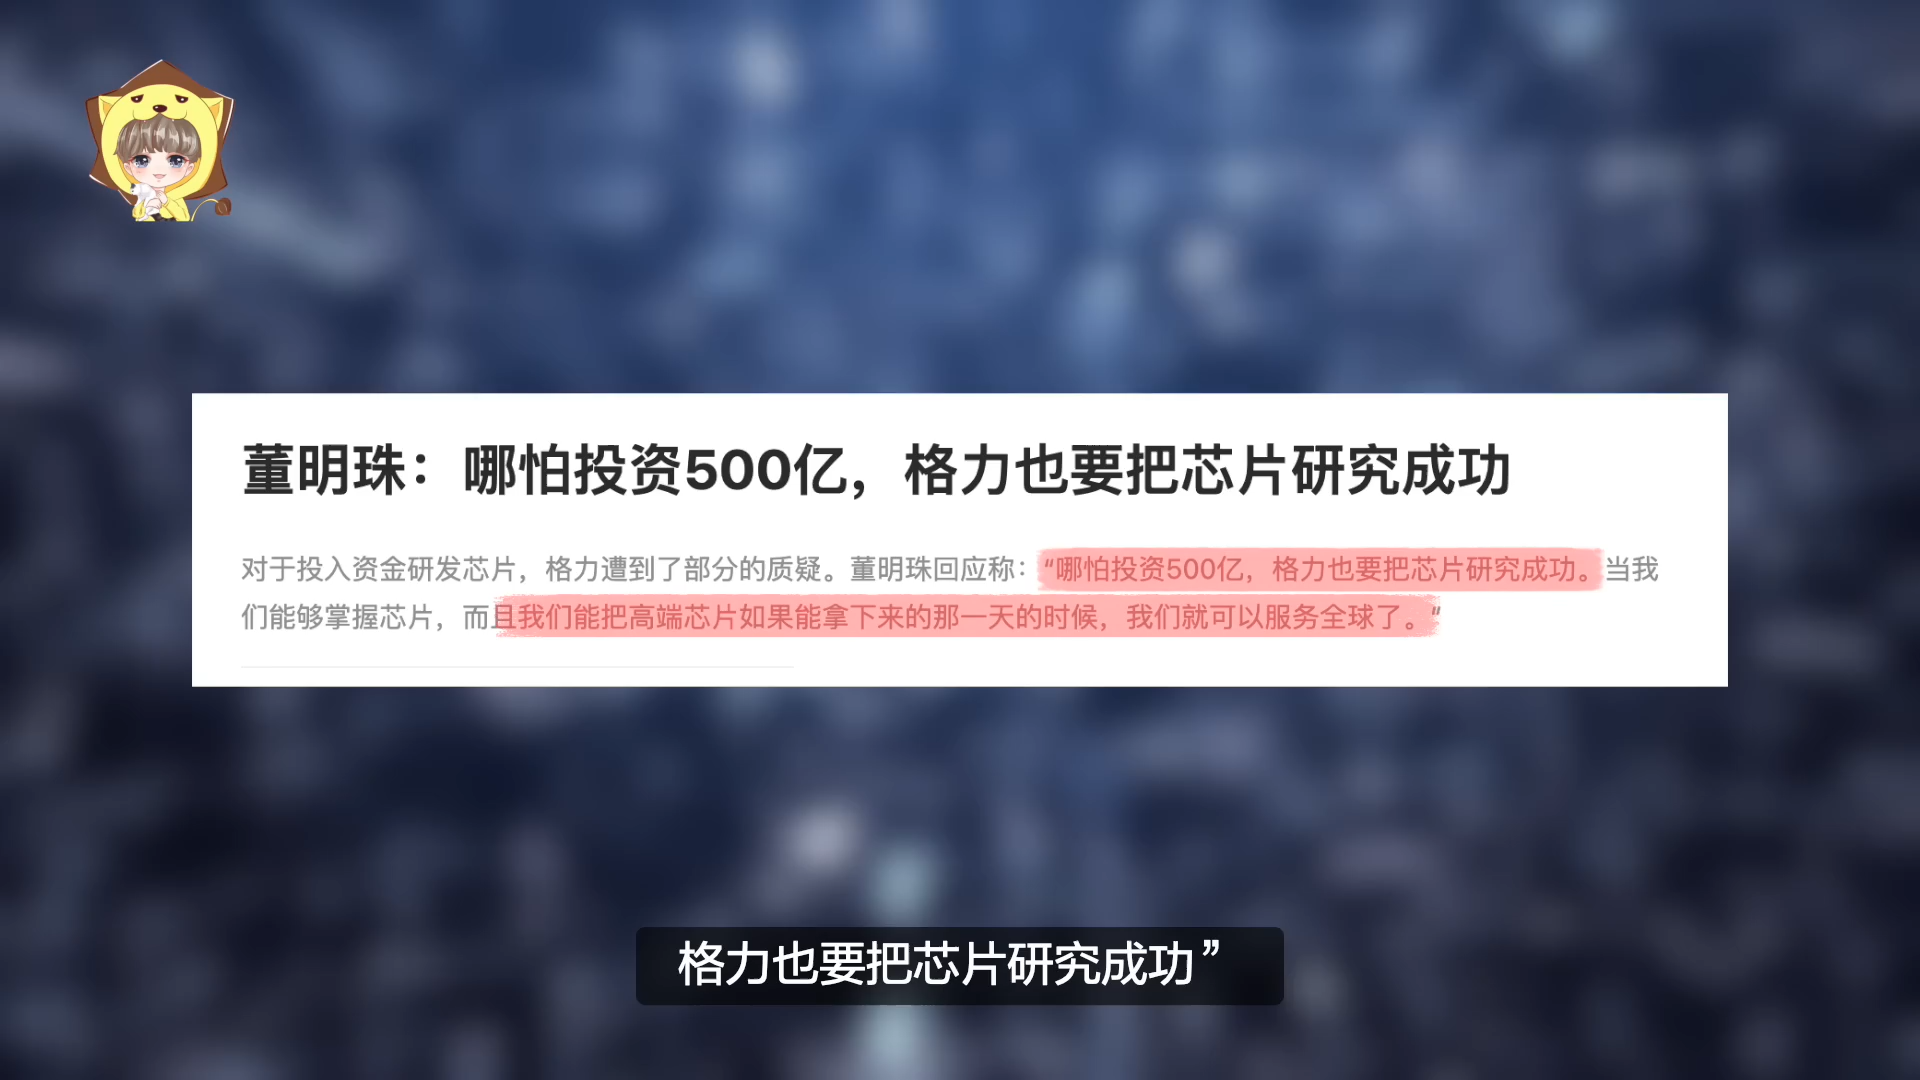 董明珠：哪怕投资500亿，格力也要把芯片研究成功
对于投入资金研发芯片，格力遭到了部分的质疑。董明珠回应称：“哪怕投资500亿，格力也要把芯片研究成功。当我
们能够掌握芯片，而且我们能把高端芯片如果能拿下来的那一天的时候，我们就可以服务全球了。”
格力也要把芯片研究成功”